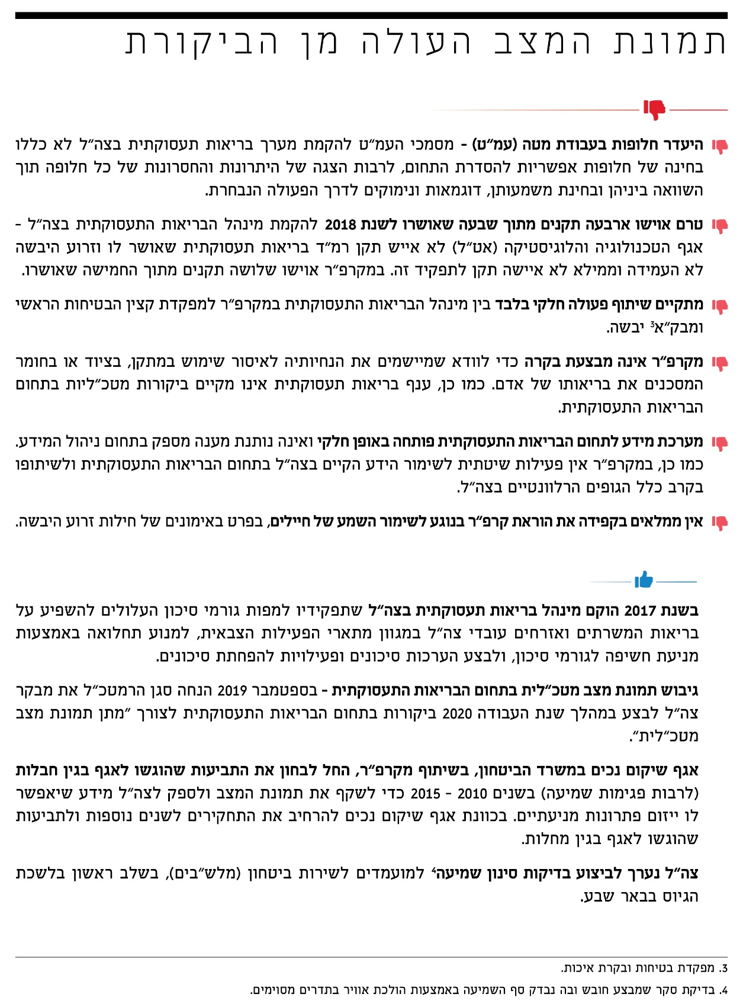 תמונת המצב העולה מן הביקורת
היעדר חלופות בעבודת מטה (עמ"ט) - מסמכי העמ"ט להקמת מערך בריאות תעסוקתית בצה"ל לא כללו
בחינה של חלופות אפשריות להסדרת התחום, לרבות הצגה של היתרונות והחסרונות של כל חלופה תוך
השוואה ביניהן ובחינת משמעותן, דוגמאות ונימוקים לדרך הפעולה הנבחרת.
טרם אוישו ארבעה תקנים מתוך שבעה שאושרו לשנת 2018 להקמת מינהל הבריאות התעסוקתית בצה"ל -
אגף הטכנולוגיה והלוגיסטיקה (אט"ל) לא אייש תקן רמ"ד בריאות תעסוקתית שאושר לו וזרוע היבשה
לא העמידה וממילא לא איישה תקן לתפקיד זה. במקרפ"ר אוישו שלושה תקנים מתוך החמישה שאושרו.
מתקיים שיתוף פעולה חלקי בלבד בין מינהל הבריאות התעסוקתית במקרפ"ר למפקדת קצין הבטיחות הראשי
ומבק"א3 יבשה.
מקרפ"ר אינה מבצעת בקרה כדי לוודא שמיישמים את הנחיותיה לאיסור שימוש במתקן, בציוד או בחומר
המסכנים את בריאותו של אדם. כמו כן, ענף בריאות תעסוקתית אינו מקיים ביקורות מטכ"ליות בתחום
הבריאות התעסוקתית.
מערכת מידע לתחום הבריאות התעסוקתית פותחה באופן חלקי ואינה נותנת מענה מספק בתחום ניהול המידע.
כמו כן, במקרפ"ר אין פעילות שיטתית לשימור הידע הקיים בצה"ל בתחום הבריאות התעסוקתית ולשיתופו
בקרב כלל הגופים הרלוונטיים בצה"ל.
אין ממלאים בקפידה את הוראת קרפ"ר בנוגע לשימור השמע של חיילים, בפרט באימונים של חילות זרוע היבשה.
בשנת 2017 הוקם מינהל בריאות תעסוקתית בצה"ל שתפקידיו למפות גורמי סיכון העלולים להשפיע על
בריאות המשרתים ואזרחים עובדי צה"ל במגוון מתארי הפעילות הצבאית, למנוע תחלואה באמצעות
מניעת חשיפה לגורמי סיכון, ולבצע הערכות סיכונים ופעילויות להפחתת סיכונים.
גיבוש תמונת מצב מטכ"לית בתחום הבריאות התעסוקתית - בספטמבר 2019 הנחה סגן הרמטכ"ל את מבקר
צה"ל לבצע במהלך שנת העבודה 2020 ביקורות בתחום הבריאות התעסוקתית לצורך "מתן תמונת מצב
מטכ"לית".
אגף שיקום נכים במשרד הביטחון, בשיתוף מקרפ"ר, החל לבחון את התביעות שהוגשו לאגף בגין חבלות
(לרבות פגימות שמיעה) בשנים 2010 - 2015 כדי לשקף את תמונת המצב ולספק לצה"ל מידע שיאפשר
לו ייזום פתרונות מניעתיים. בכוונת אגף שיקום נכים להרחיב את התחקירים לשנים נוספות ולתביעות
שהוגשו לאגף בגין מחלות.
צה"ל נערך לביצוע בדיקות סינון שמיעה4 למועמדים לשירות ביטחון (מלש"בים), בשלב ראשון בלשכת
הגיוס בבאר שבע.
3. מפקדת בטיחות ובקרת איכות.
4. בדיקת סקר שמבצע חובש ובה נבדק סף השמיעה באמצעות הולכת אוויר בתדרים מסוימים.